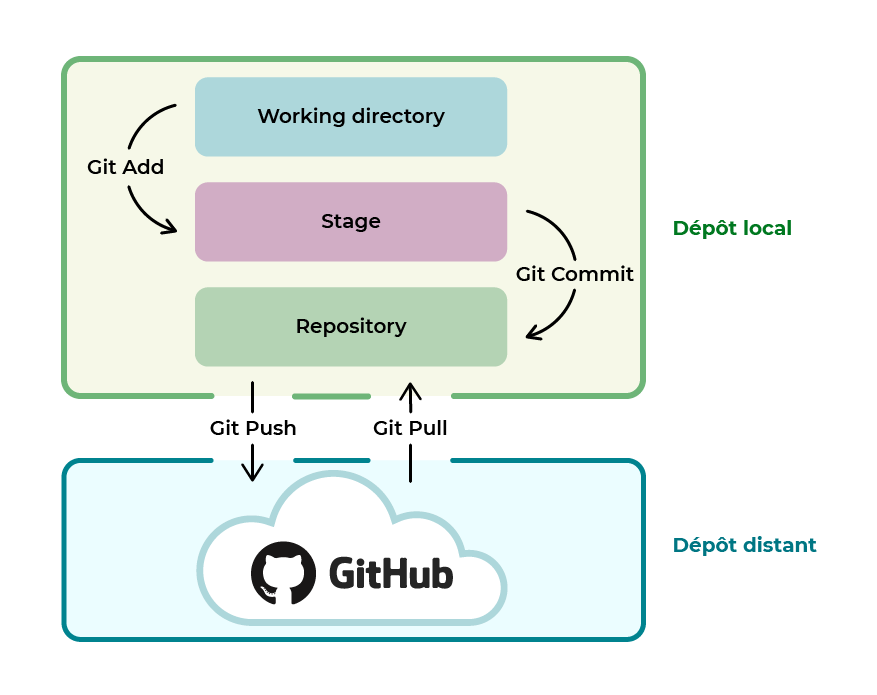 Working directory
Git Add
Stage
Dépôt local
Git Commit
Repository
Git Push
Git Pull
Dépôt distant
GitHub